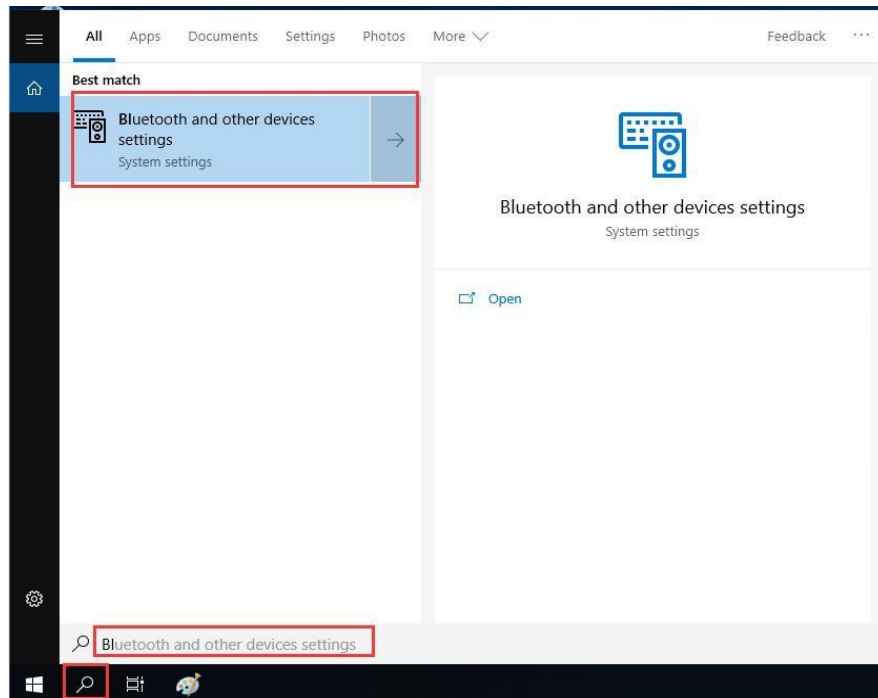 All Apps Documents Settings Photos More Feedback ...
Best match
Bluetooth and other devices
settings
System settings
Bluetooth and other devices settings
System settings
Open
Bluetooth and other devices settings